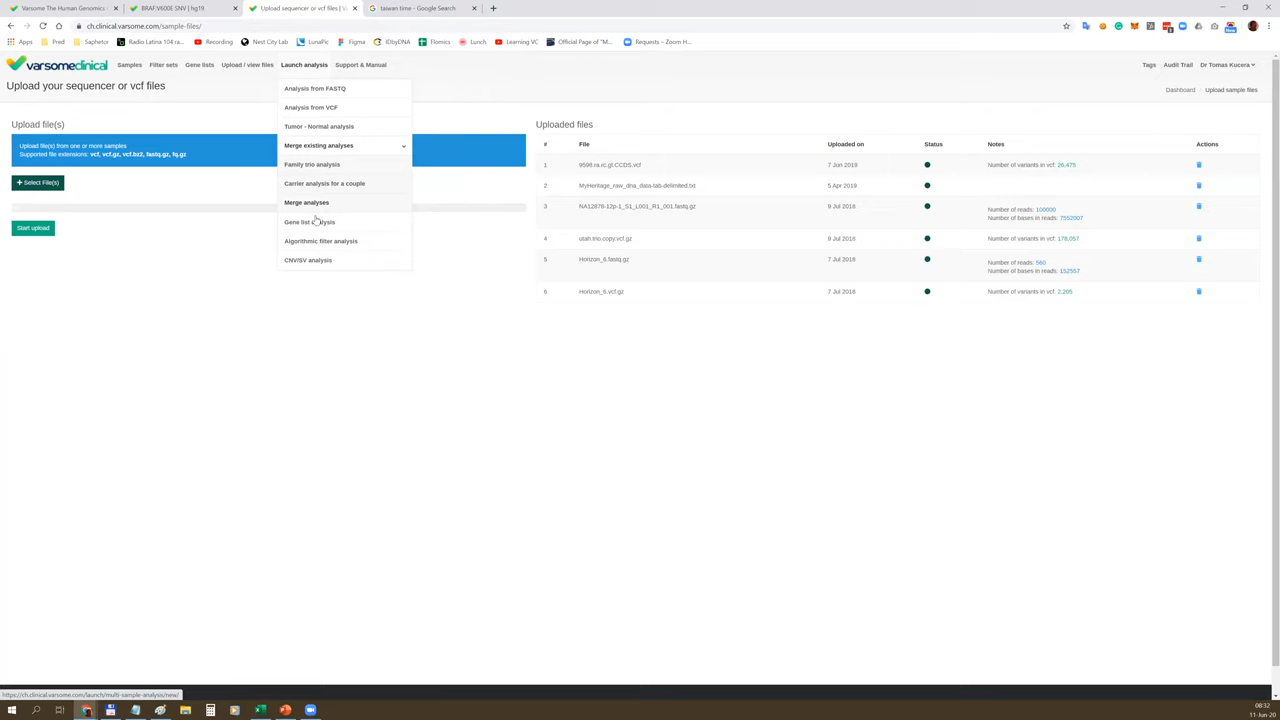 Varsome The Human Genomics
BRAF:V600E SNV | hg19
Upload sequencer or vcf files | Va
taiwan time - Google Search
ch.clinical.varsome.com/sample-files/
Apps
Pred
Saphetor
Radio Latina 104 ra...
Recording
Nest City Lab
LunaPic
Figma
IDbyDNA
Flomics
Lunch
Learning VC
Official Page of "M...
Requests – Zoom H...
varsomeclinical
Samples
Filter sets
Gene lists
Upload / view files
Launch analysis
Support & Manual
Tags
Audit Trail
Dr Tomas Kucera
Upload your sequencer or vcf files
Dashboard / Upload sample files
Analysis from FASTQ
Analysis from VCF
Tumor - Normal analysis
Merge existing analyses
Family trio analysis
Carrier analysis for a couple
Merge analyses
Gene list analysis
Algorithmic filter analysis
CNV/SV analysis
Upload file(s)
Upload file(s) from one or more samples
Supported file extensions: vcf, vcf.gz, vcf.bz2, fastq.gz, fq.gz
+ Select File(s)
Start upload
Uploaded files
# File Uploaded on Status Notes Actions
1 9598.ra.rc.gt.CCDS.vcf 7 Jun 2019 Number of variants in vcf: 26,475
2 MyHeritage_raw_dna_data-tab-delimited.txt 5 Apr 2019
3 NA12878-12p-1_S1_L001_R1_001.fastq.gz 9 Jul 2018 Number of reads: 100000
Number of bases in reads: 7552007
4 utah.trio.copy.vcf.gz 9 Jul 2018 Number of variants in vcf: 178,057
5 Horizon_6.fastq.gz 7 Jul 2018 Number of reads: 560
Number of bases in reads: 152557
6 Horizon_6.vcf.gz 7 Jul 2018 Number of variants in vcf: 2,205
https://ch.clinical.varsome.com/launch/multi-sample-analysis/new/
08:32
11-Jun-20